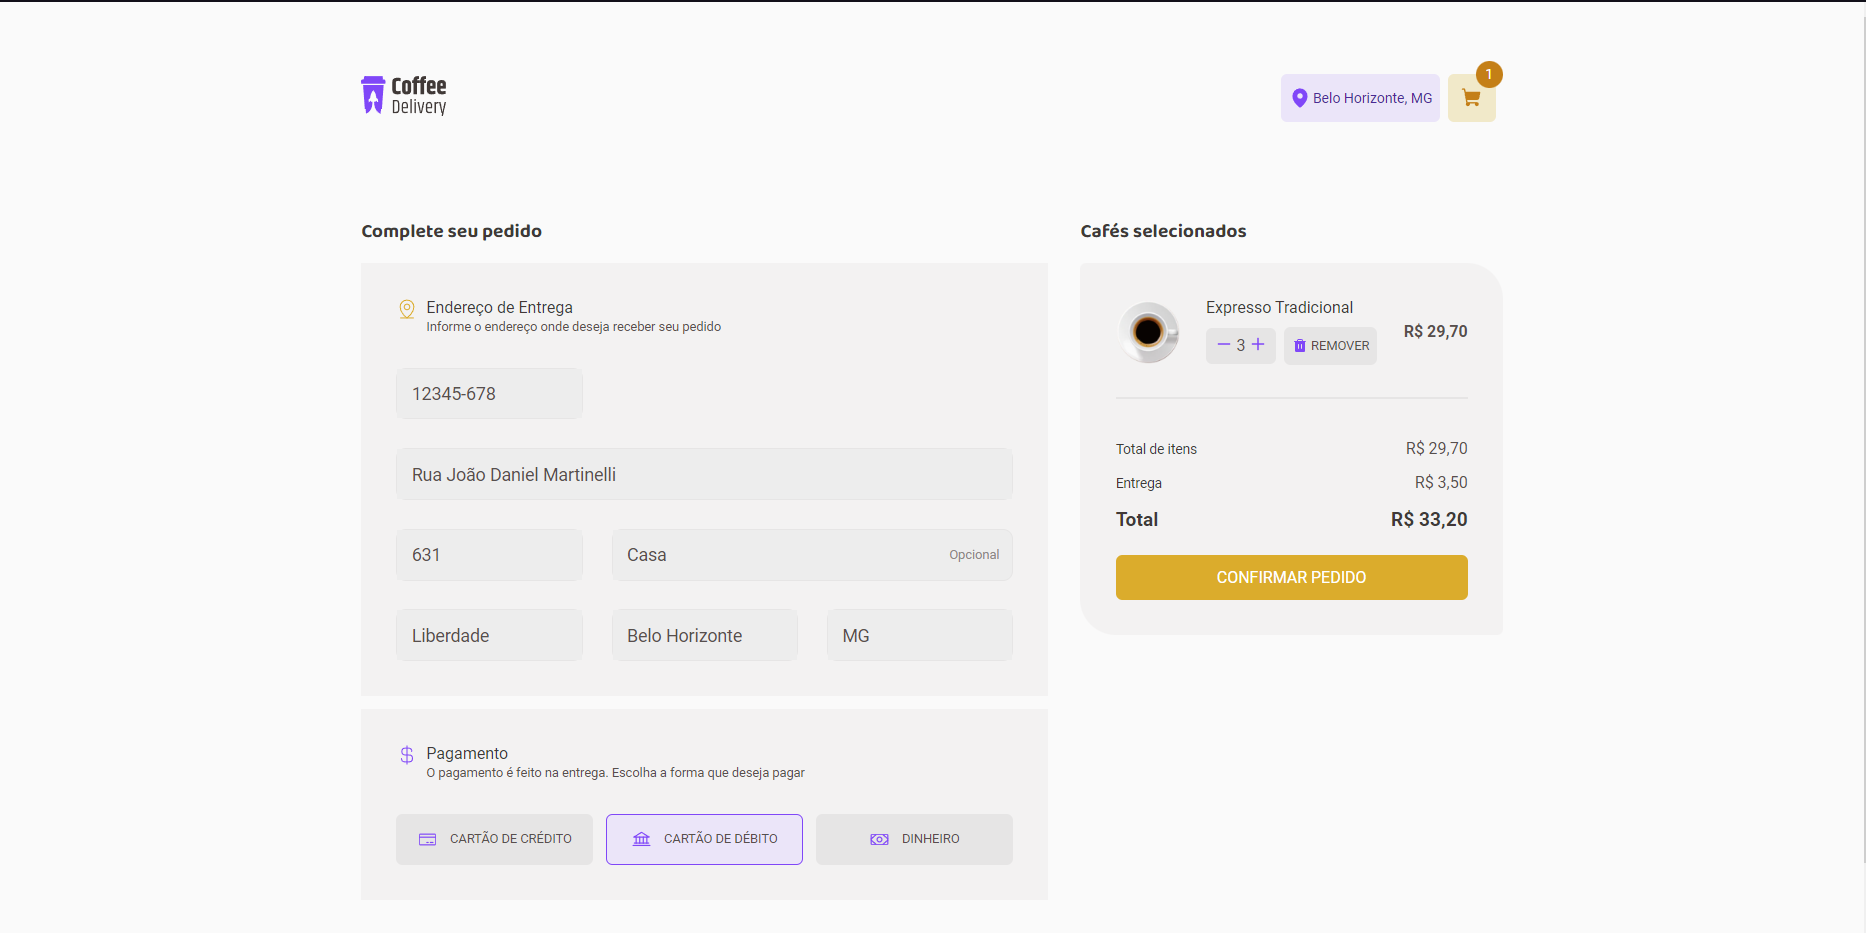 Coffee
Delivery
Belo Horizonte, MG
1
Complete seu pedido
Endereço de Entrega
Informe o endereço onde deseja receber seu pedido
12345-678
Rua João Daniel Martinelli
631
Casa
Opcional
Liberdade
Belo Horizonte
MG
Pagamento
O pagamento é feito na entrega. Escolha a forma que deseja pagar
CARTÃO DE CRÉDITO
CARTÃO DE DÉBITO
DINHEIRO
Cafés selecionados
Expresso Tradicional
3
REMOVER
R$ 29,70
Total de itens
R$ 29,70
Entrega
R$ 3,50
Total
R$ 33,20
CONFIRMAR PEDIDO